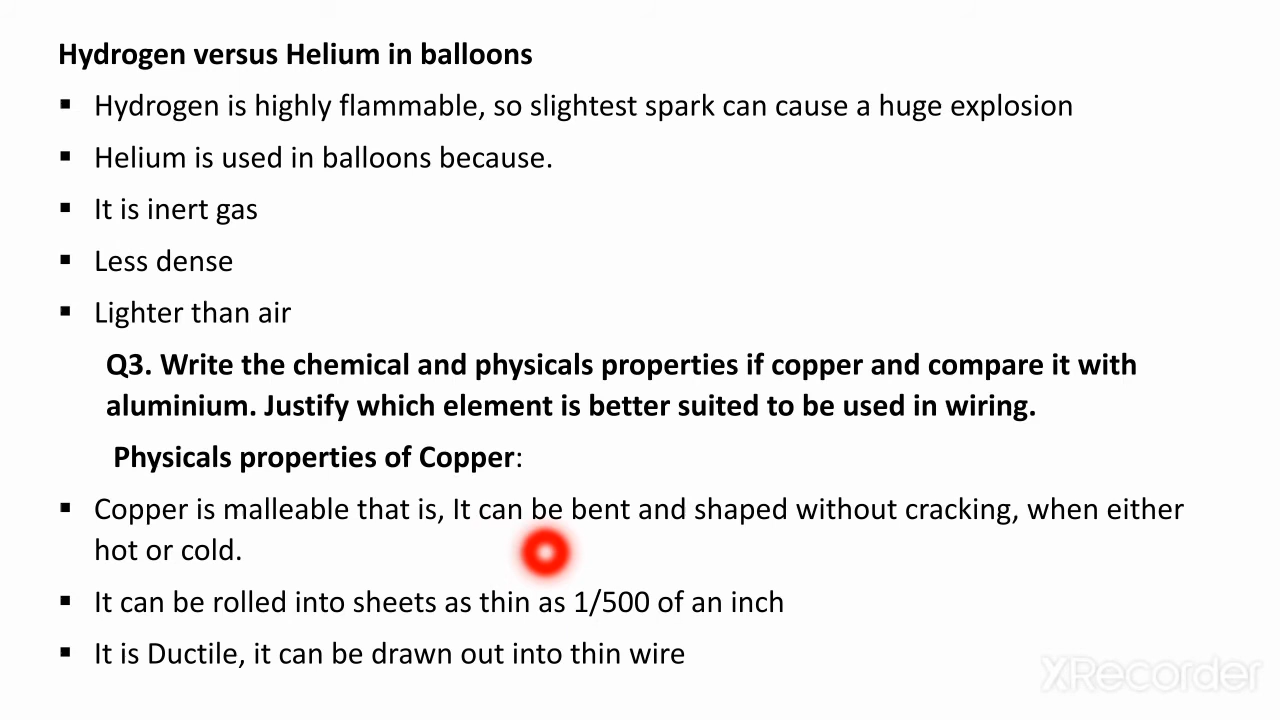 Hydrogen versus Helium in balloons
▪ Hydrogen is highly flammable, so slightest spark can cause a huge explosion
▪ Helium is used in balloons because.
▪ It is inert gas
▪ Less dense
▪ Lighter than air
Q3. Write the chemical and physicals properties if copper and compare it with
aluminium. Justify which element is better suited to be used in wiring.
Physicals properties of Copper:
▪ Copper is malleable that is, It can be bent and shaped without cracking, when either
hot or cold.
▪ It can be rolled into sheets as thin as 1/500 of an inch
▪ It is Ductile, it can be drawn out into thin wire
XRecorder